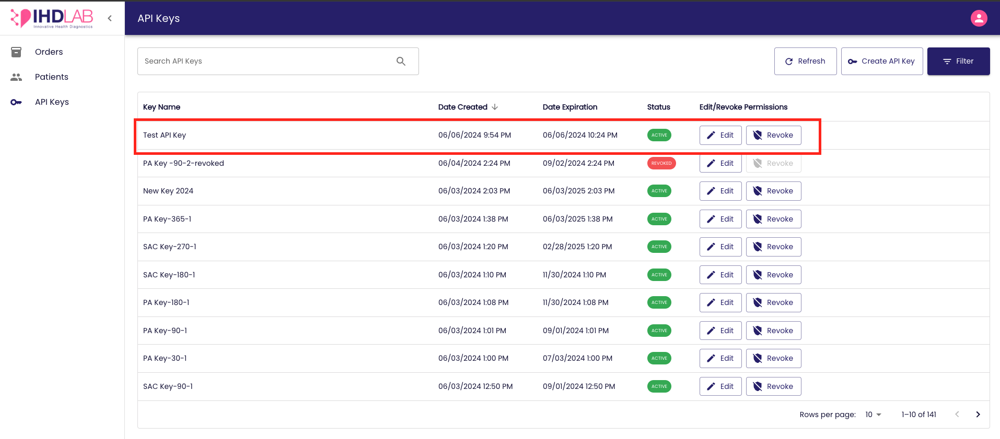 IHDLAB
Innovative Health Diagnostics
API Keys
Orders
Patients
API Keys
Search API Keys
Refresh
Create API Key
Filter
Key Name Date Created Date Expiration Status Edit/Revoke Permissions
Test API Key 06/06/2024 9:54 PM 06/06/2024 10:24 PM ACTIVE Edit Revoke
PA Key -90-2-revoked 06/04/2024 2:24 PM 09/02/2024 2:24 PM REVOKED Edit Revoke
New Key 2024 06/03/2024 2:03 PM 06/03/2025 2:03 PM ACTIVE Edit Revoke
PA Key-365-1 06/03/2024 1:38 PM 06/03/2025 1:38 PM ACTIVE Edit Revoke
SAC Key-270-1 06/03/2024 1:20 PM 02/28/2025 1:20 PM ACTIVE Edit Revoke
SAC Key-180-1 06/03/2024 1:10 PM 11/30/2024 1:10 PM ACTIVE Edit Revoke
PA Key-180-1 06/03/2024 1:08 PM 11/30/2024 1:08 PM ACTIVE Edit Revoke
PA Key-90-1 06/03/2024 1:01 PM 09/01/2024 1:01 PM ACTIVE Edit Revoke
PA Key-30-1 06/03/2024 1:00 PM 07/03/2024 1:00 PM ACTIVE Edit Revoke
SAC Key-90-1 06/03/2024 12:50 PM 09/01/2024 12:50 PM ACTIVE Edit Revoke
Rows per page: 10 1–10 of 141